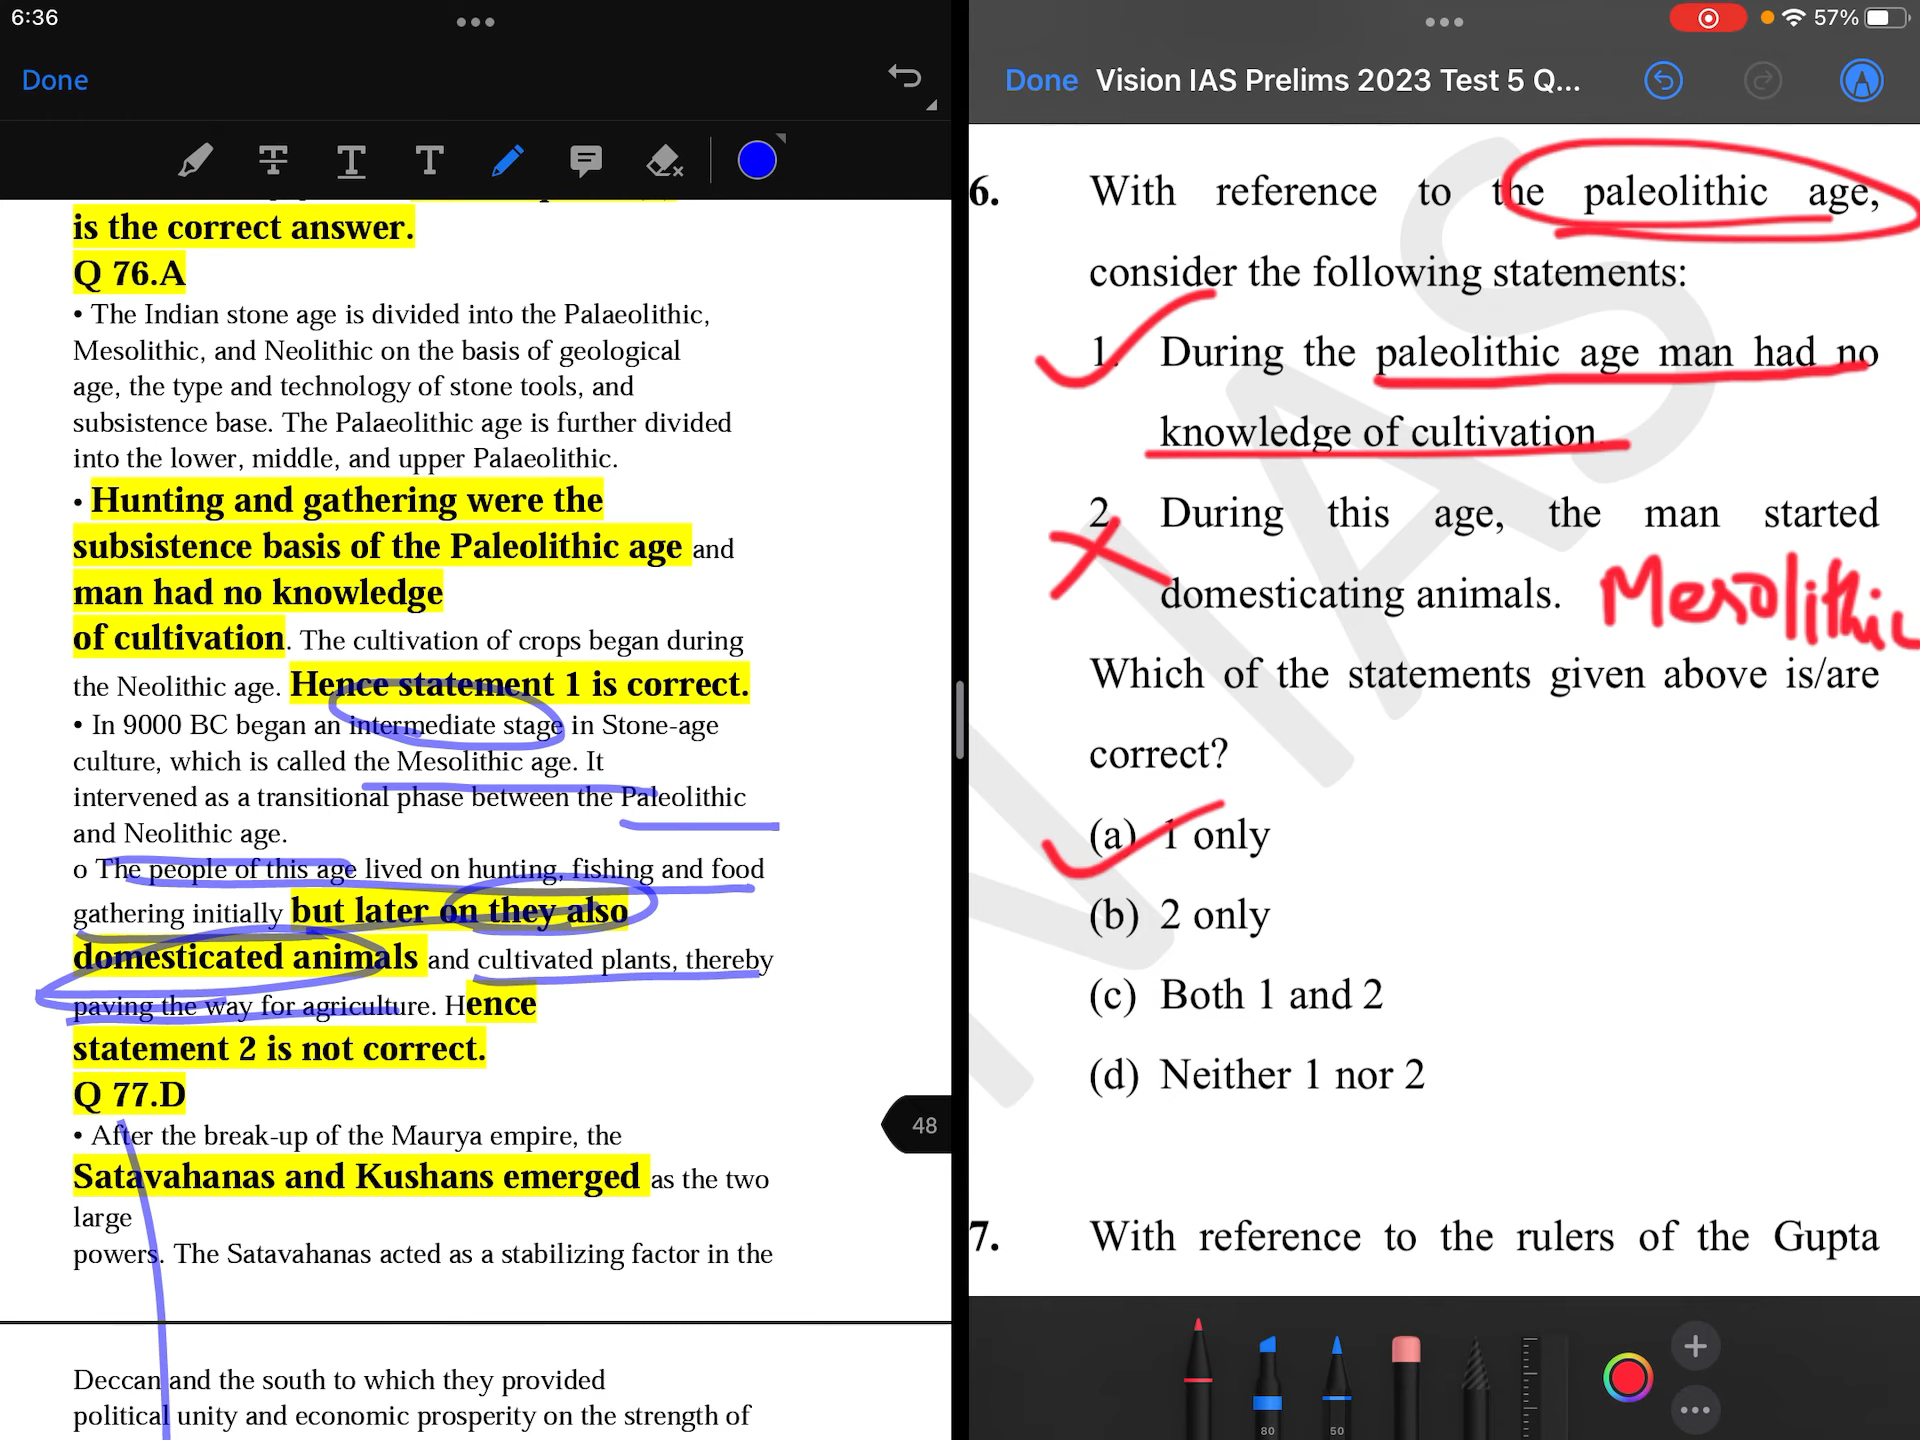 6:36
Done
is the correct answer.
Q 76.A
• The Indian stone age is divided into the Palaeolithic,
Mesolithic, and Neolithic on the basis of geological
age, the type and technology of stone tools, and
subsistence base. The Palaeolithic age is further divided
into the lower, middle, and upper Palaeolithic.
• Hunting and gathering were the
subsistence basis of the Paleolithic age and
man had no knowledge
of cultivation. The cultivation of crops began during
the Neolithic age. Hence statement 1 is correct.
• In 9000 BC began an intermediate stage in Stone-age
culture, which is called the Mesolithic age. It
intervened as a transitional phase between the Paleolithic
and Neolithic age.
o The people of this age lived on hunting, fishing and food
gathering initially but later on they also
domesticated animals and cultivated plants, thereby
paving the way for agriculture. Hence
statement 2 is not correct.
Q 77.D
• After the break-up of the Maurya empire, the
Satavahanas and Kushans emerged as the two
large
powers. The Satavahanas acted as a stabilizing factor in the
48
Deccan and the south to which they provided
political unity and economic prosperity on the strength of
57%
Done Vision IAS Prelims 2023 Test 5 Q...
6. With reference to the paleolithic age,
consider the following statements:
1. During the paleolithic age man had no
knowledge of cultivation.
2. During this age, the man started
domesticating animals. Mesolithic
Which of the statements given above is/are
correct?
(a) 1 only
(b) 2 only
(c) Both 1 and 2
(d) Neither 1 nor 2
7. With reference to the rulers of the Gupta
80
50